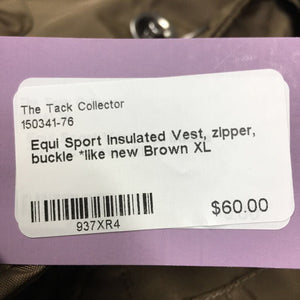 The Tack Collector
150341-76
Equi Sport Insulated Vest, zipper,
buckle *like new Brown XL
$60.00
937XR4